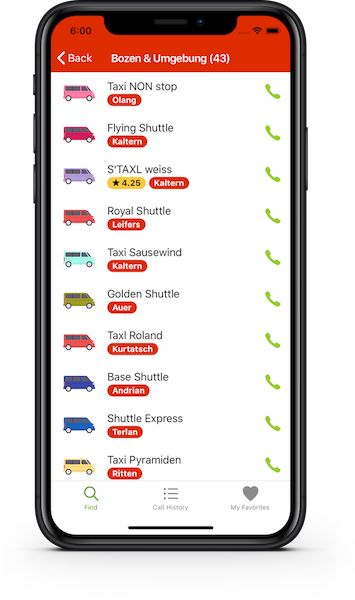 6:00
Back
Bozen & Umgebung (43)
Taxi NON stop
Olang
Flying Shuttle
Kaltern
S'TAXL weiss
★ 4.25 Kaltern
Royal Shuttle
Leifers
Taxi Sausewind
Kaltern
Golden Shuttle
Auer
Taxl Roland
Kurtatsch
Base Shuttle
Andrian
Shuttle Express
Terlan
Taxi Pyramiden
Ritten
Find
Call History
My Favorites